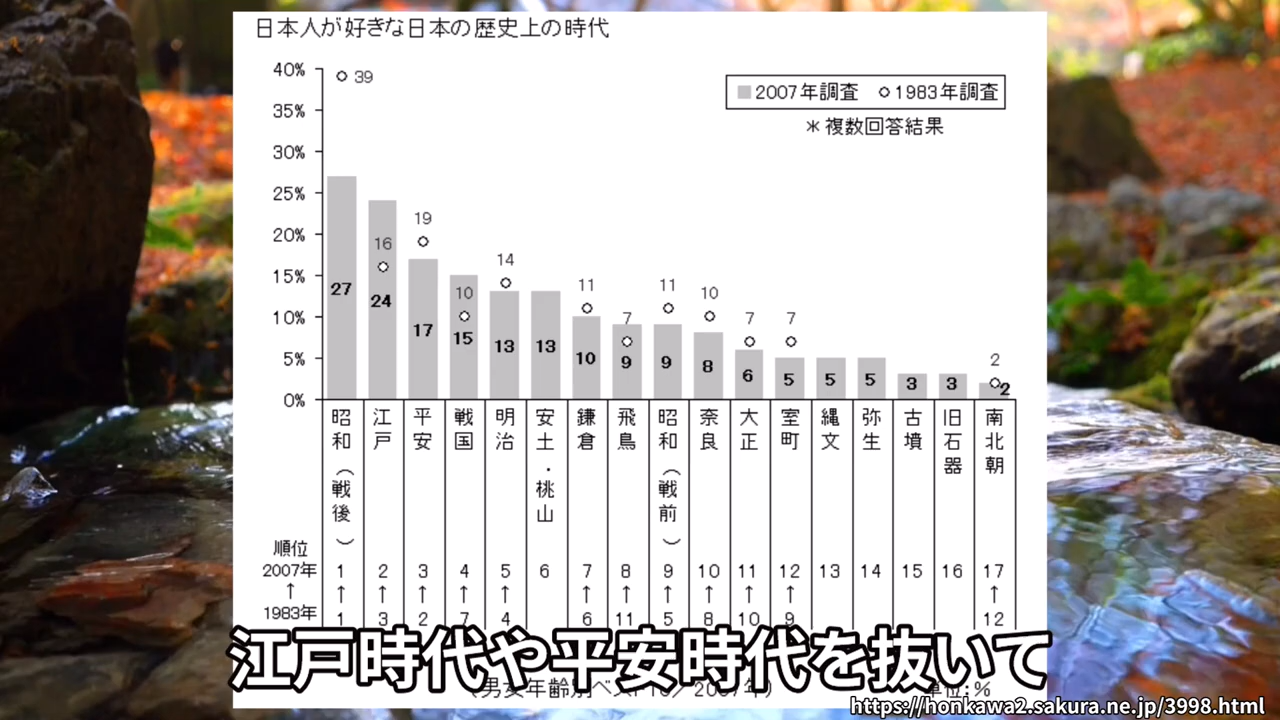 日本人が好きな日本の歴史上の時代
40%
35%
30%
25%
20%
15%
10%
5%
0%
2007年調査 1983年調査
＊複数回答結果
39
27
16
24
19
17
10
15
14
13
13
11
10
7
9
11
9
10
8
7
6
7
5
5
5
3
3
2
2
昭和（戦後）
江戸
平安
戦国
明治
安土・桃山
鎌倉
飛鳥
昭和（戦前）
奈良
大正
室町
縄文
弥生
古墳
旧石器
南北朝
順位
2007年 1 2 3 4 5 6 7 8 9 10 11 12 13 14 15 16 17
↑ ↑ ↑ ↑ ↑ ↑ ↑ ↑ ↑ ↑ ↑ ↑ ↑
1983年 1 3 2 7 4 6 11 5 8 10 9 12
江戸時代や平安時代を抜いて
https://honkawa2.sakura.ne.jp/3998.html